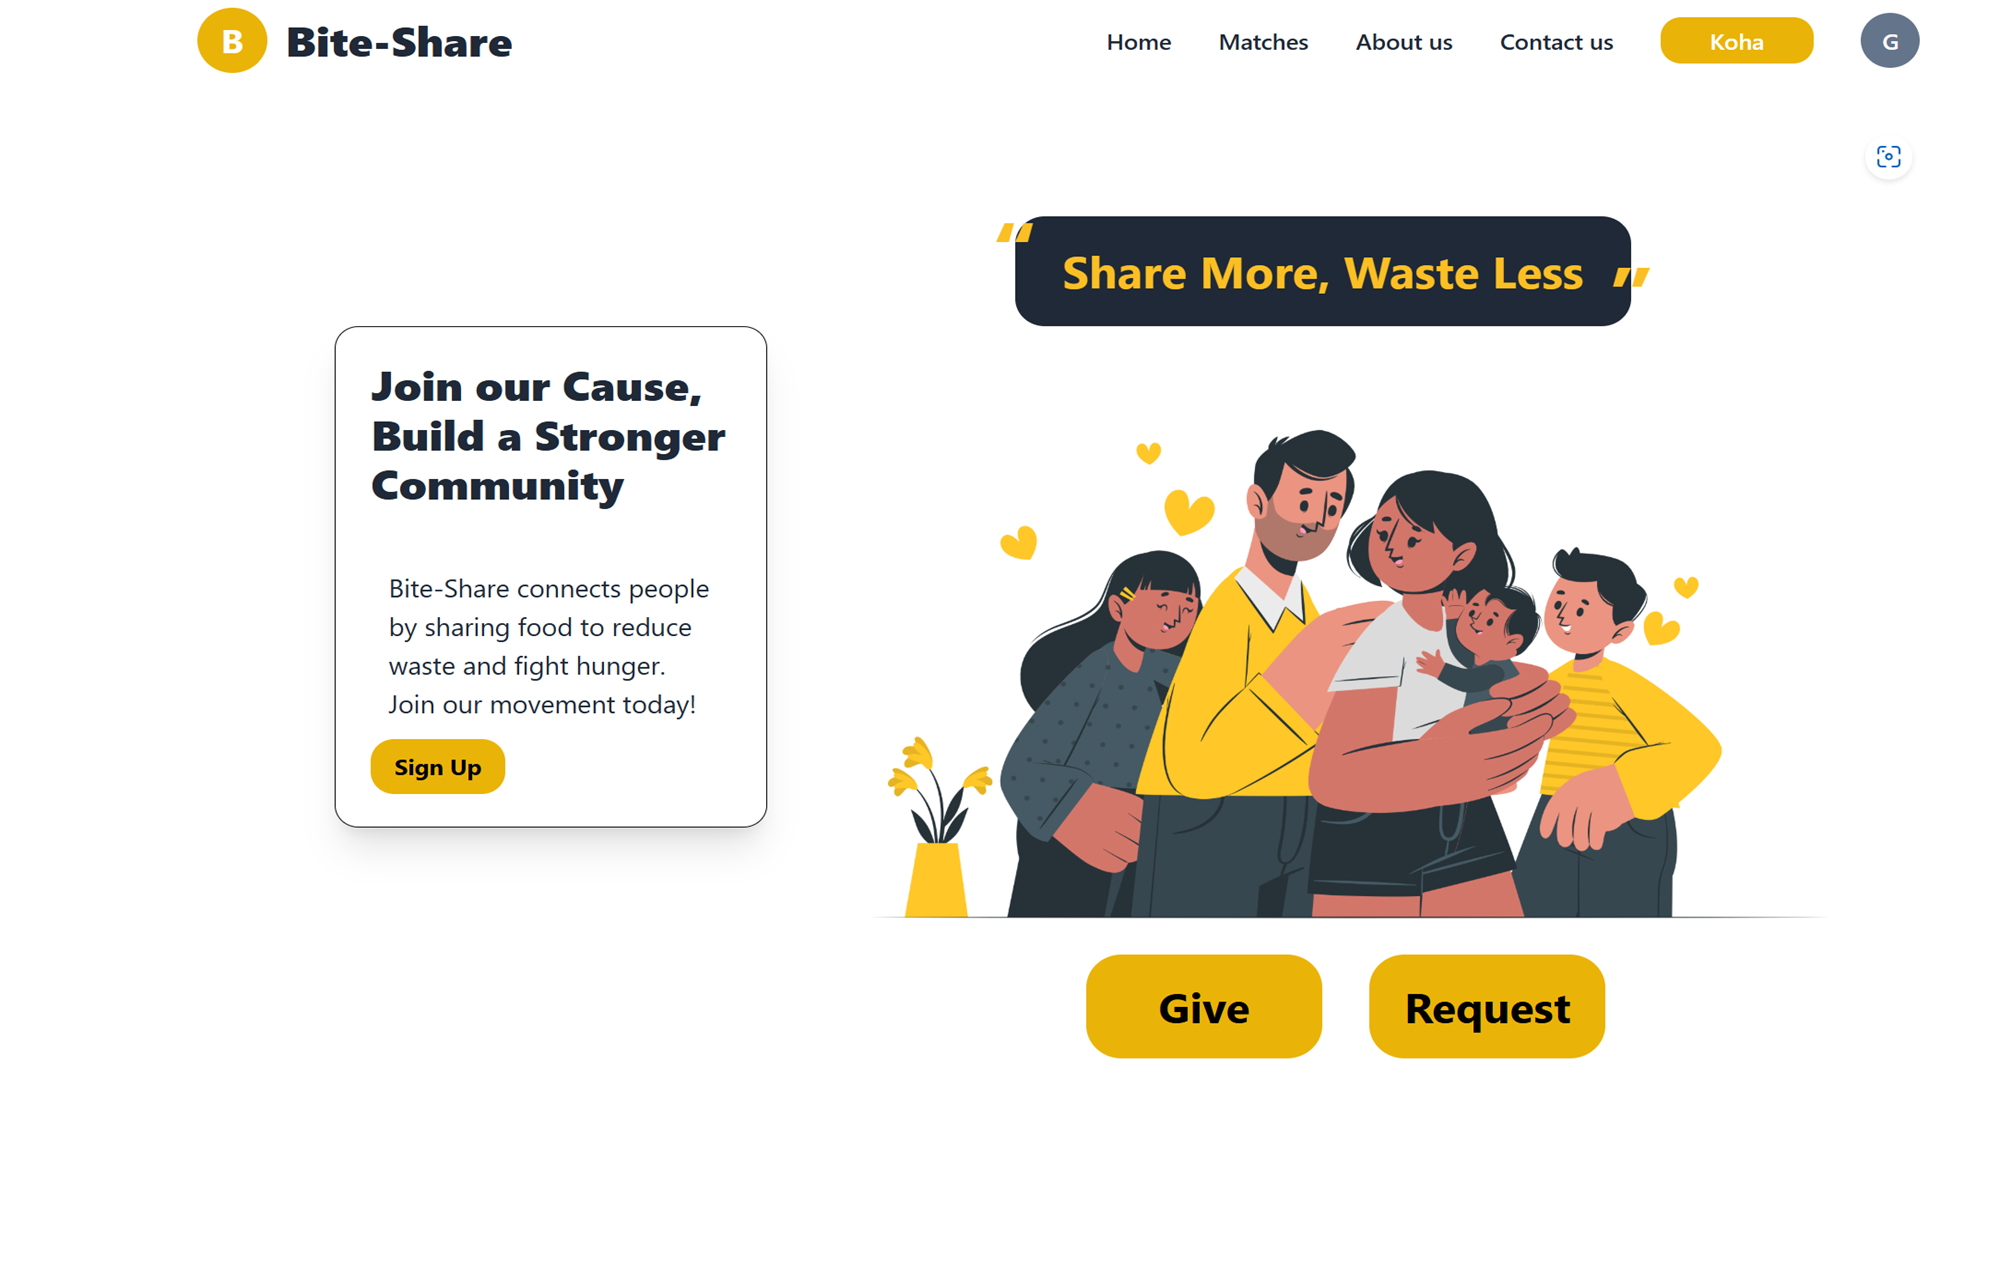 B Bite-Share
Home Matches About us Contact us Koha G
“Share More, Waste Less”
Join our Cause,
Build a Stronger
Community
Bite-Share connects people
by sharing food to reduce
waste and fight hunger.
Join our movement today!
Sign Up
Give Request